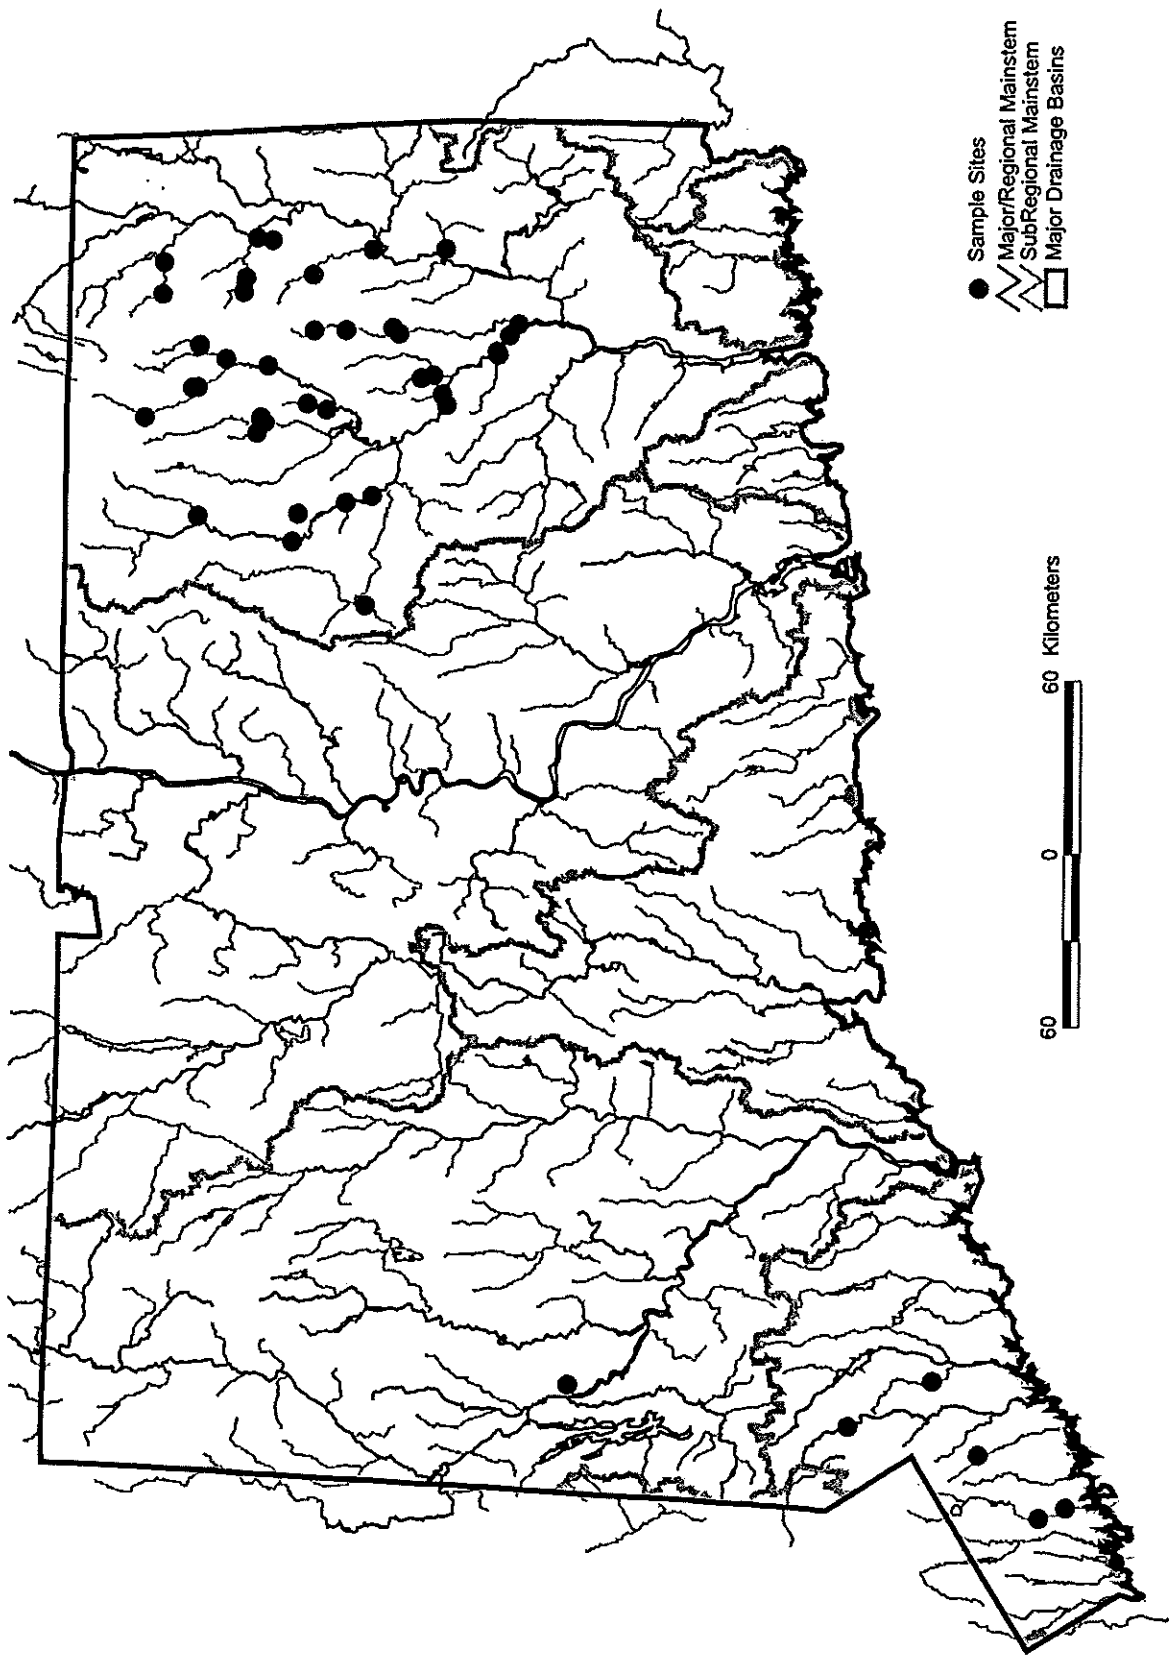 Sample Sites
Major/Regional Mainstem
SubRegional Mainstem
Major Drainage Basins
60 0 60 Kilometers